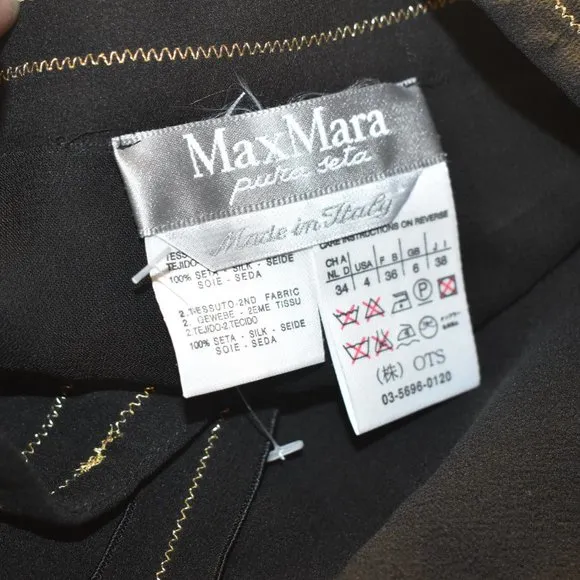 MaxMara
pura seta
Made in Italy
TEJIDO
100% SETA - SILK - SEIDE
SOIE - SEDA
2. TESSUTO-2ND FABRIC
2. GEWEBE - 2EME TISSU
2. TEJIDO-2.TECIDO
100% SETA - SILK - SEIDE
SOIE - SEDA
CARE INSTRUCTIONS ON REVERSE
CH A USA F B GB J I
NL D
34 4 36 6 38
P
(株) OTS
03-5696-0120